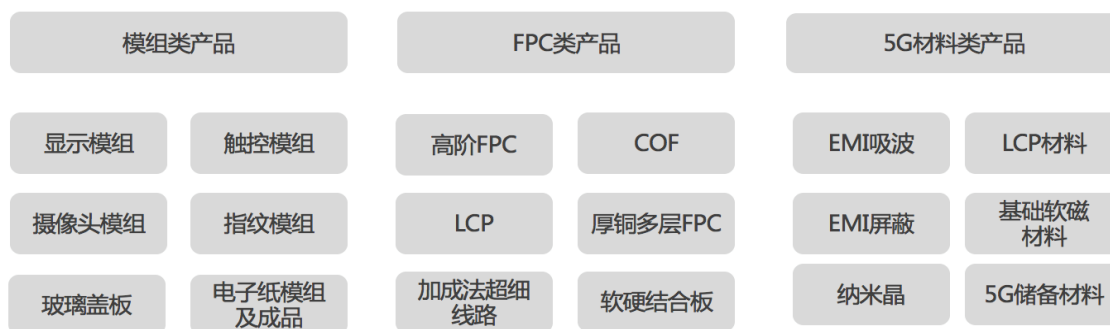 模组类产品
FPC类产品
5G材料类产品
显示模组
触控模组
高阶FPC
COF
EMI吸波
LCP材料
摄像头模组
指纹模组
LCP
厚铜多层FPC
EMI屏蔽
基础软磁
材料
玻璃盖板
电子纸模组
及成品
加成法超细
线路
软硬结合板
纳米晶
5G储备材料